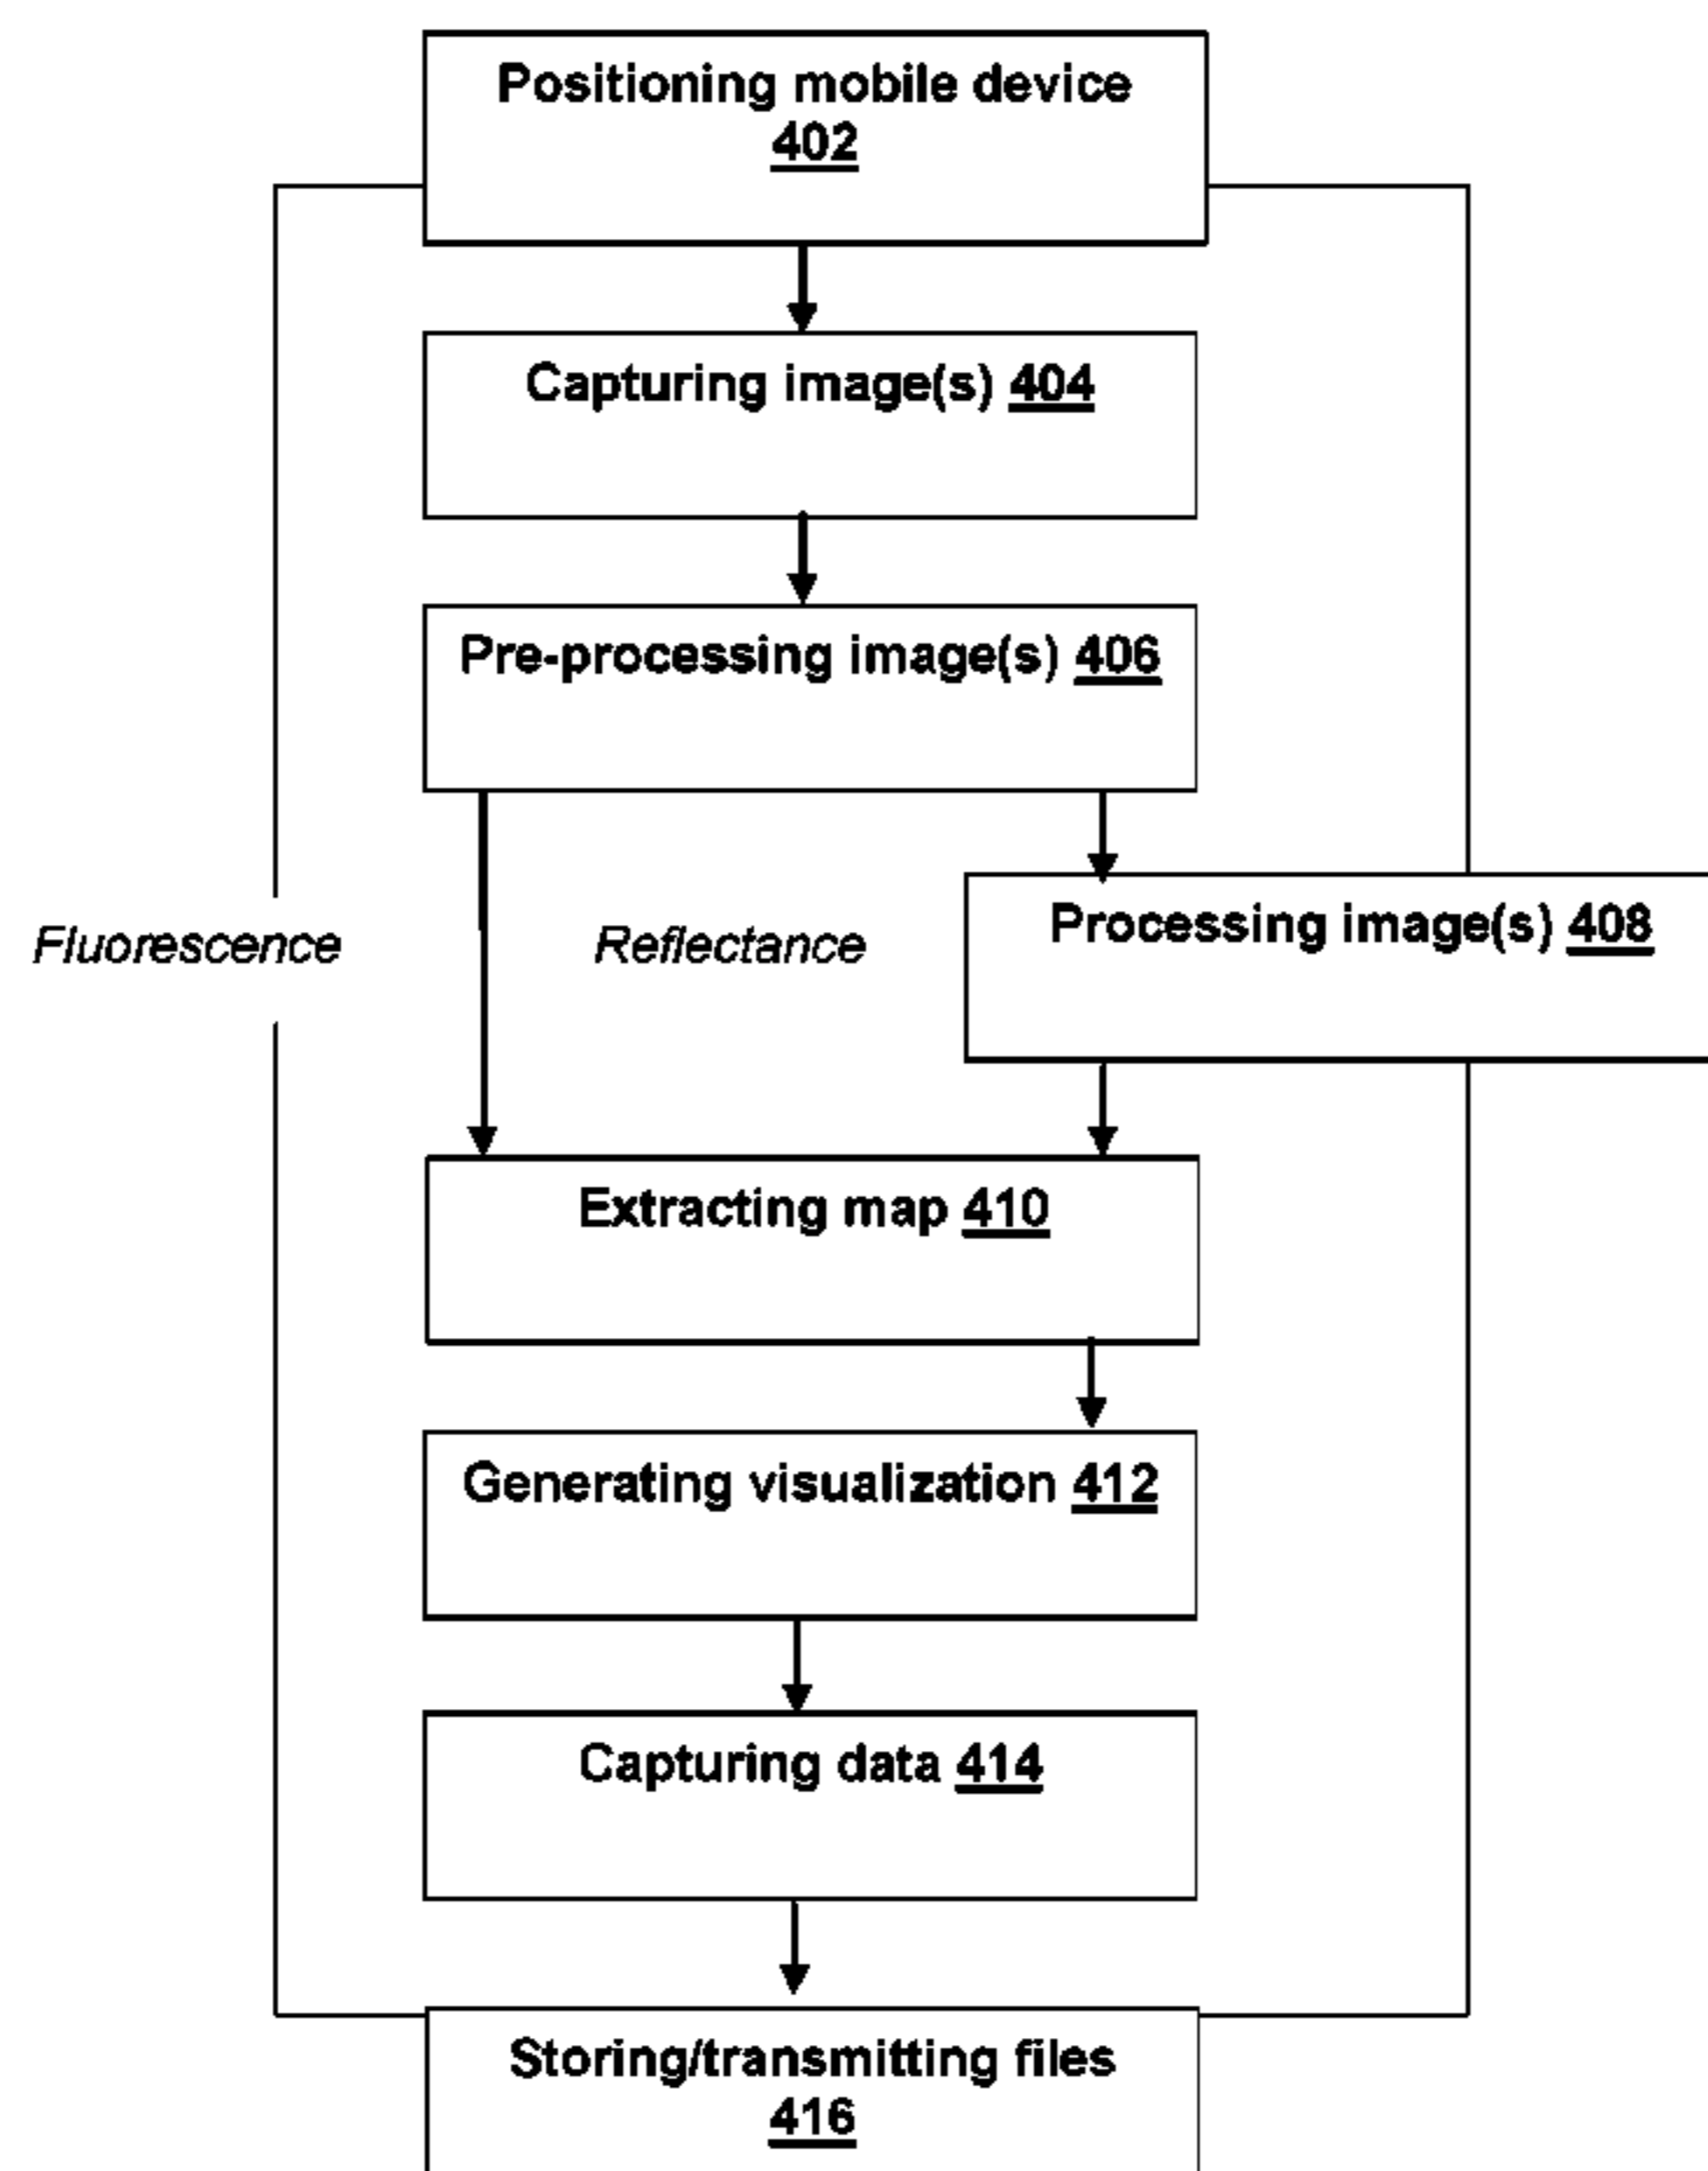 Positioning mobile device
402
Capturing image(s) 404
Pre-processing image(s) 406
Fluorescence
Reflectance
Processing image(s) 408
Extracting map 410
Generating visualization 412
Capturing data 414
Storing/transmitting files
416